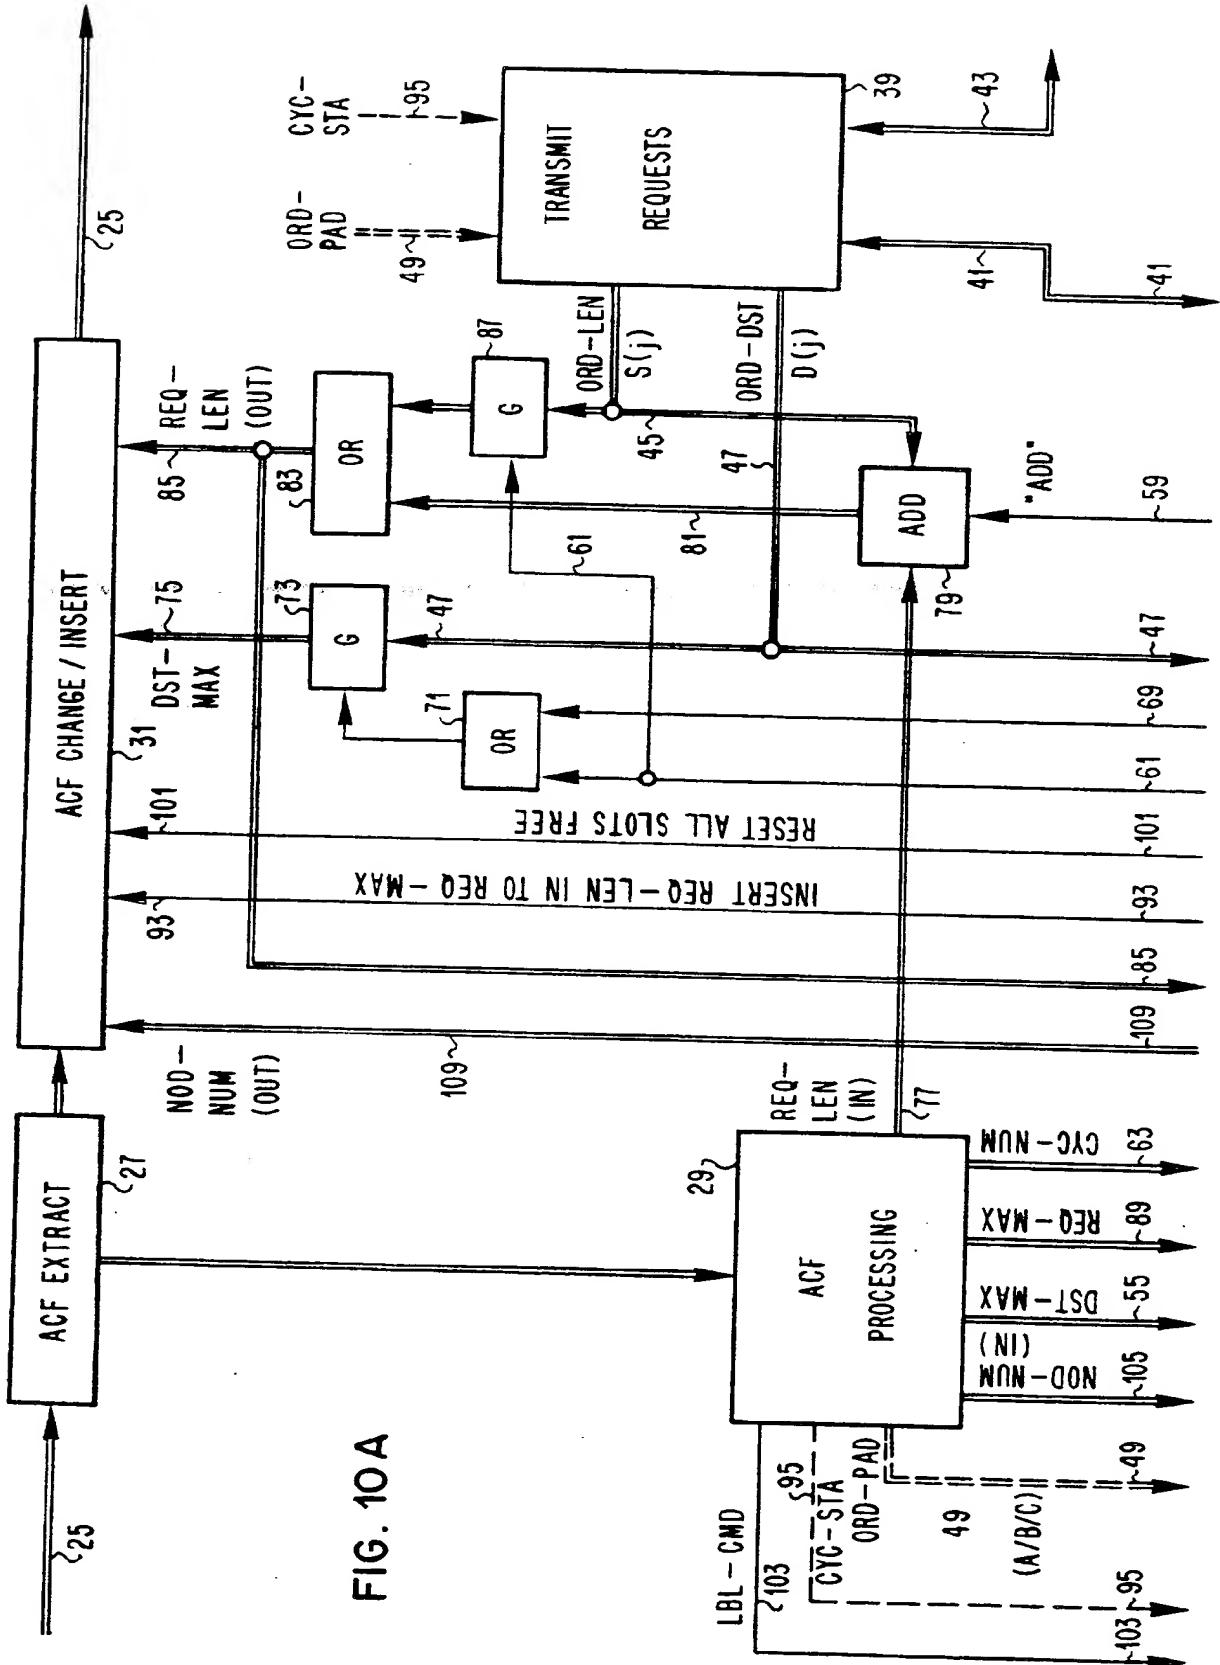 25
ACF EXTRACT
27
ACF CHANGE / INSERT
31
25
NOD-
NUM
(OUT)
109
93
INSERT REQ-LEN IN TO REQ-MAX
101
RESET ALL SLOTS FREE
DST-
MAX
75
85
REQ-
LEN
(OUT)
G
73
OR
83
OR
71
47
61
G
87
81
ORD-LEN
S(j)
45
ORD-DST
D(j)
47
ORD-
PAD
49
CYC-
STA
95
TRANSMIT
REQUESTS
39
41
43
41
ADD
79
"ADD"
59
47
69
61
101
93
85
109
REQ-
LEN
(IN)
77
29
ACF
PROCESSING
CYC-NUM
63
REQ-MAX
89
DST-MAX
55
NOD-NUM
(IN)
105
LBL-CMD
103
95
CYC-STA
ORD-PAD
49
(A/B/C)
49
95
103
FIG. 10A